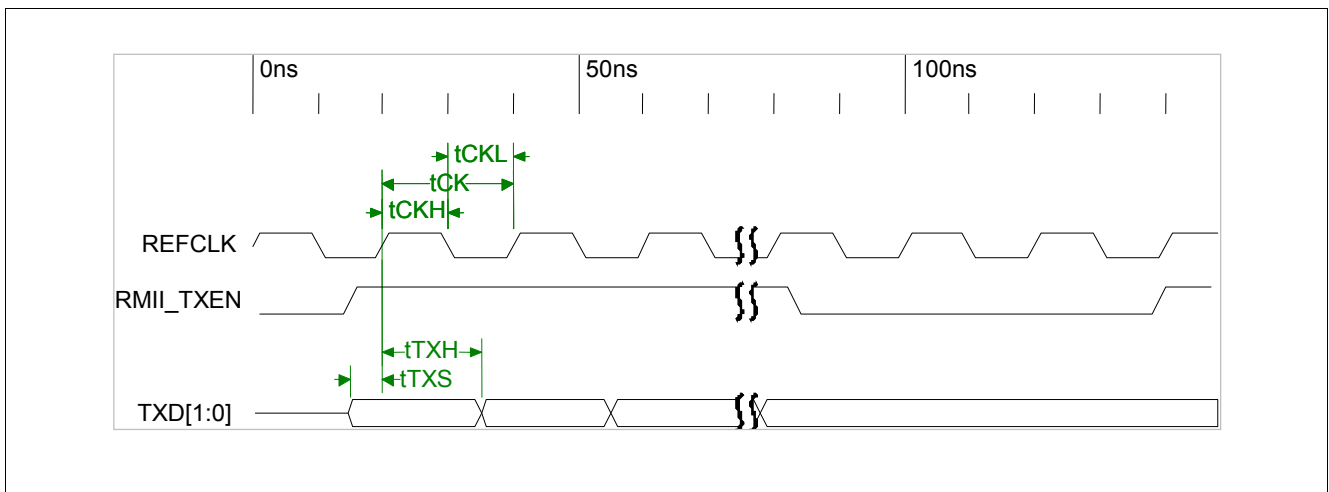 0ns 50ns 100ns
tCKL
tCK
tCKH
REFCLK
RMII_TXEN
tTXH
tTXS
TXD[1:0]